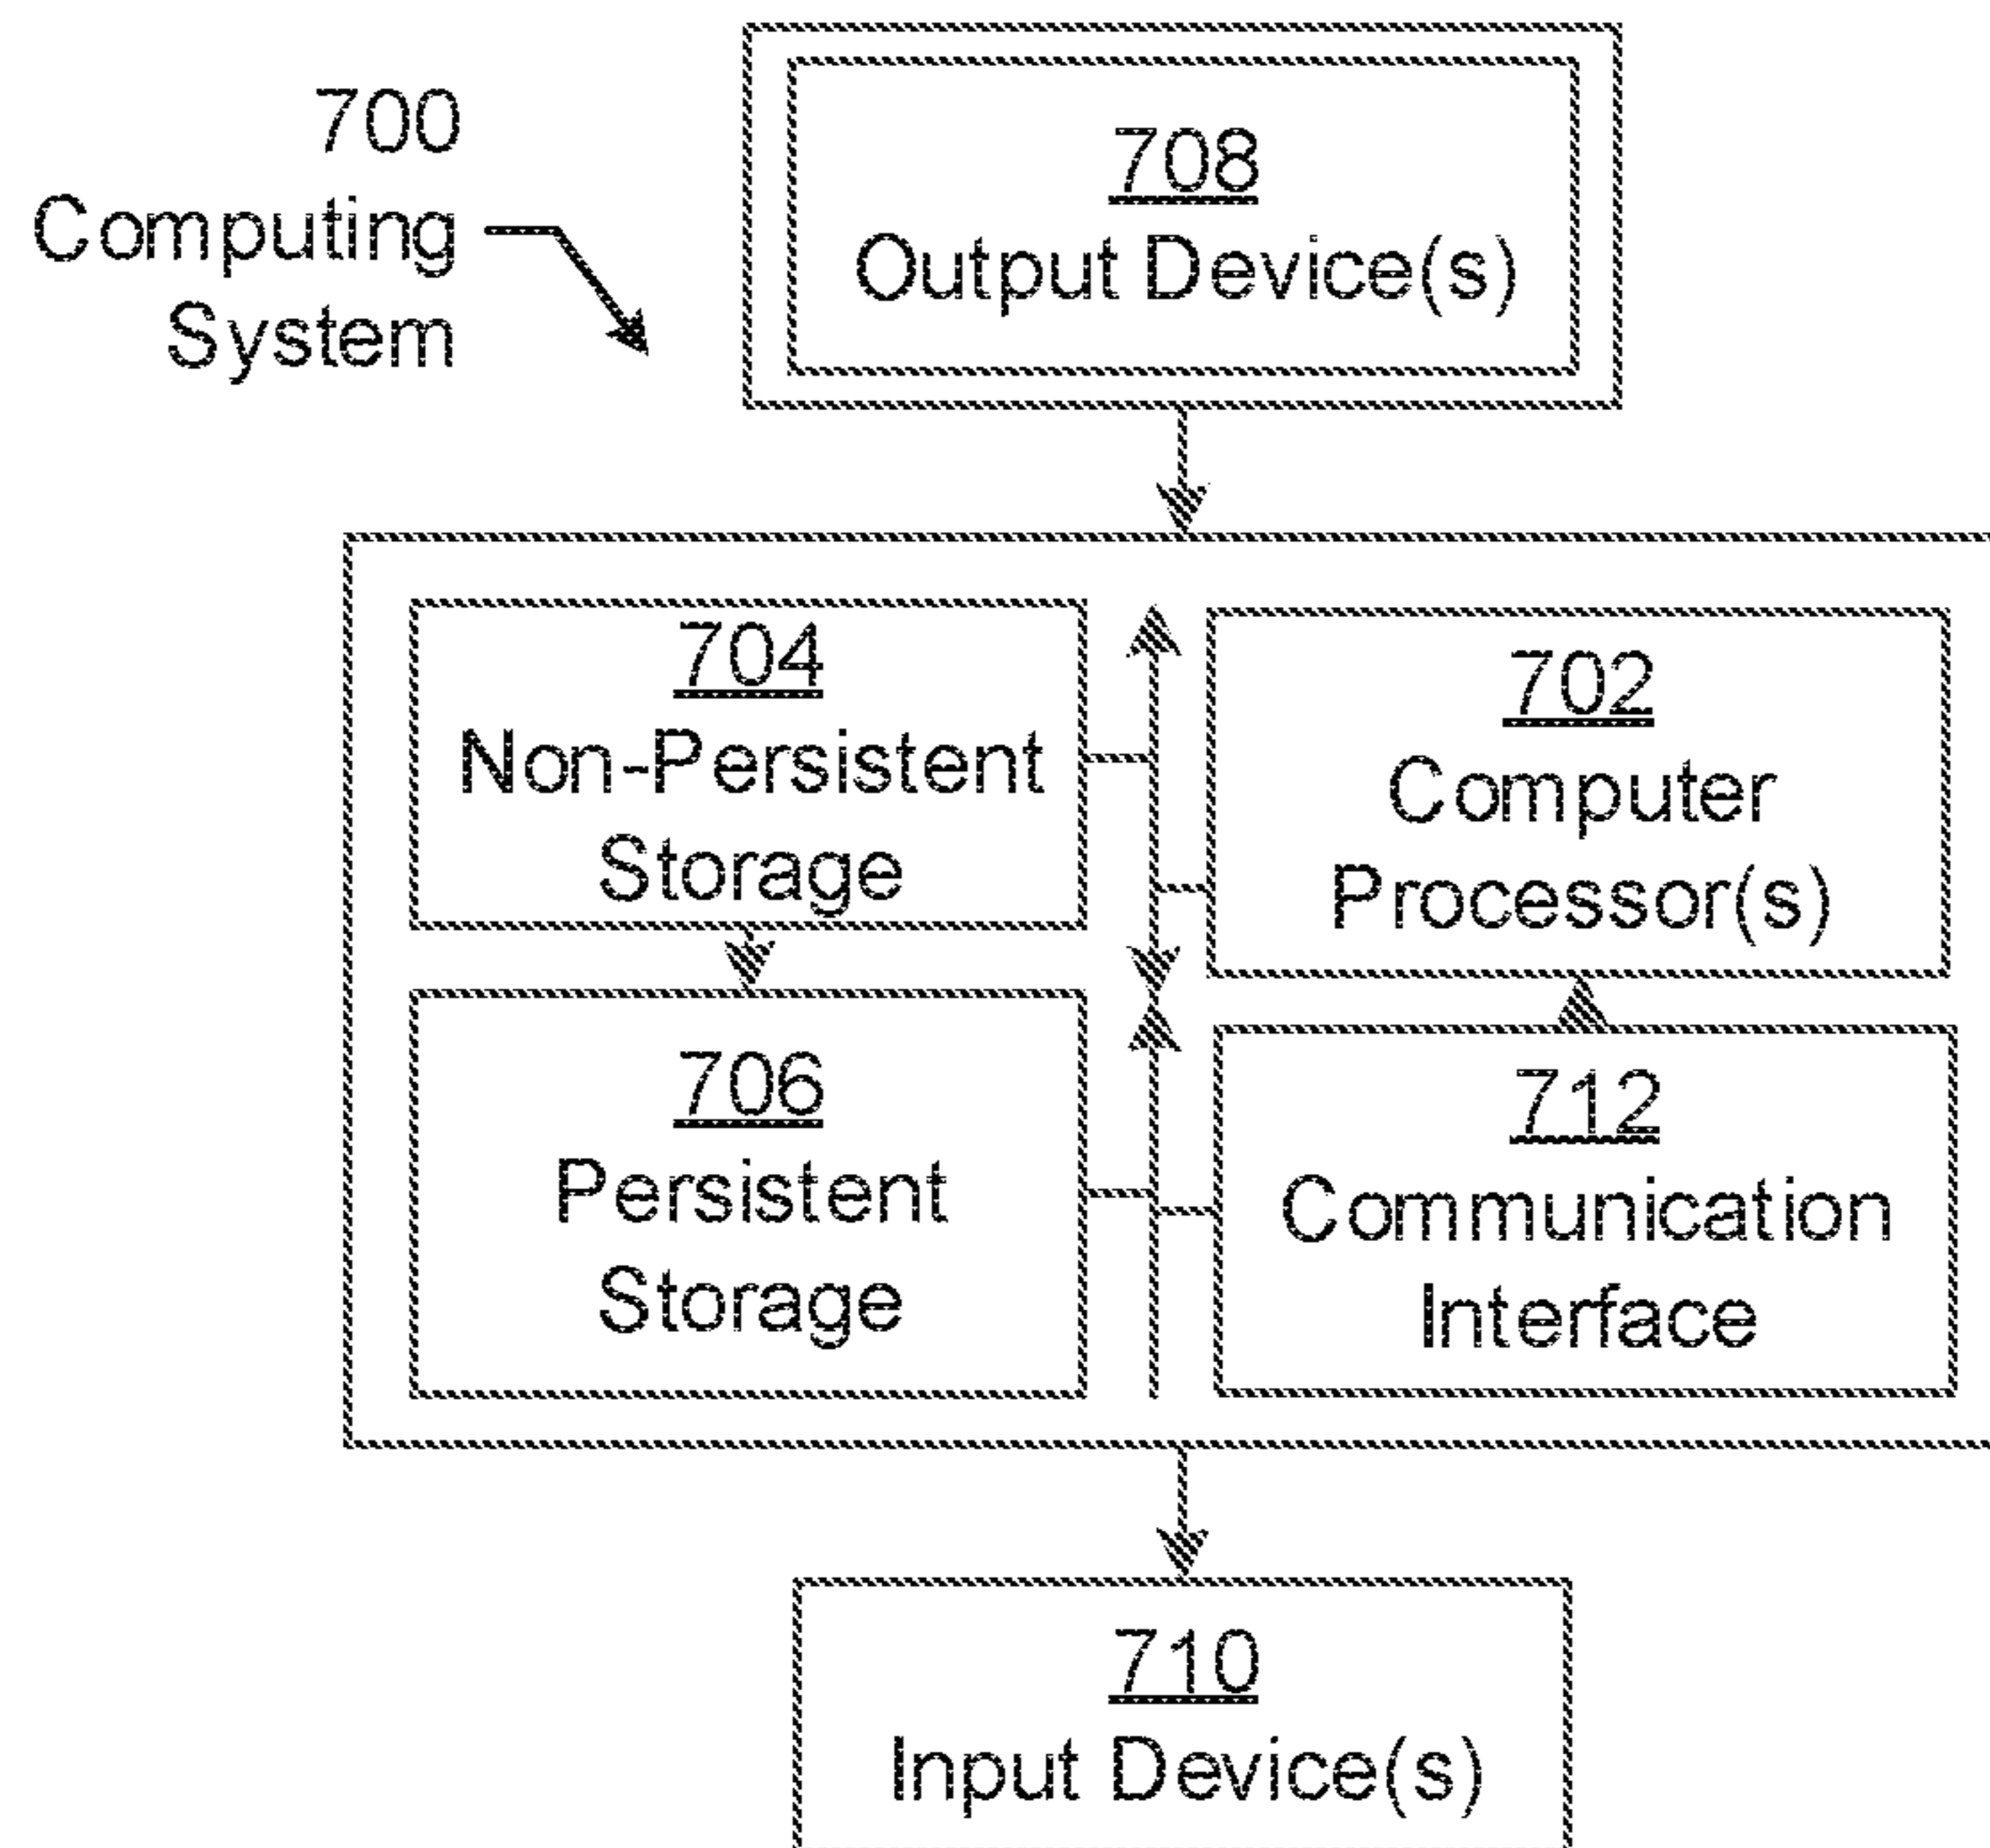 700
Computing
System
708
Output Device(s)
704
Non-Persistent
Storage
702
Computer
Processor(s)
706
Persistent
Storage
712
Communication
Interface
710
Input Device(s)